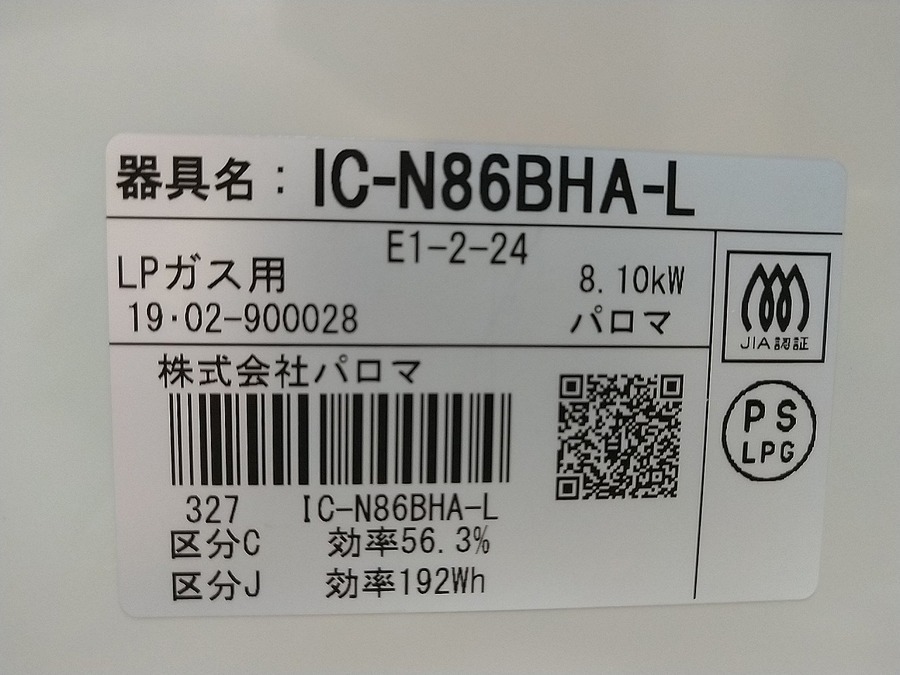 器具名：IC-N86BHA-L
E1-2-24
LPガス用 8.10kW
19・02-900028 パロマ
JIA認証
株式会社パロマ
PS
LPG
327 IC-N86BHA-L
区分C 効率56.3%
区分J 効率192Wh